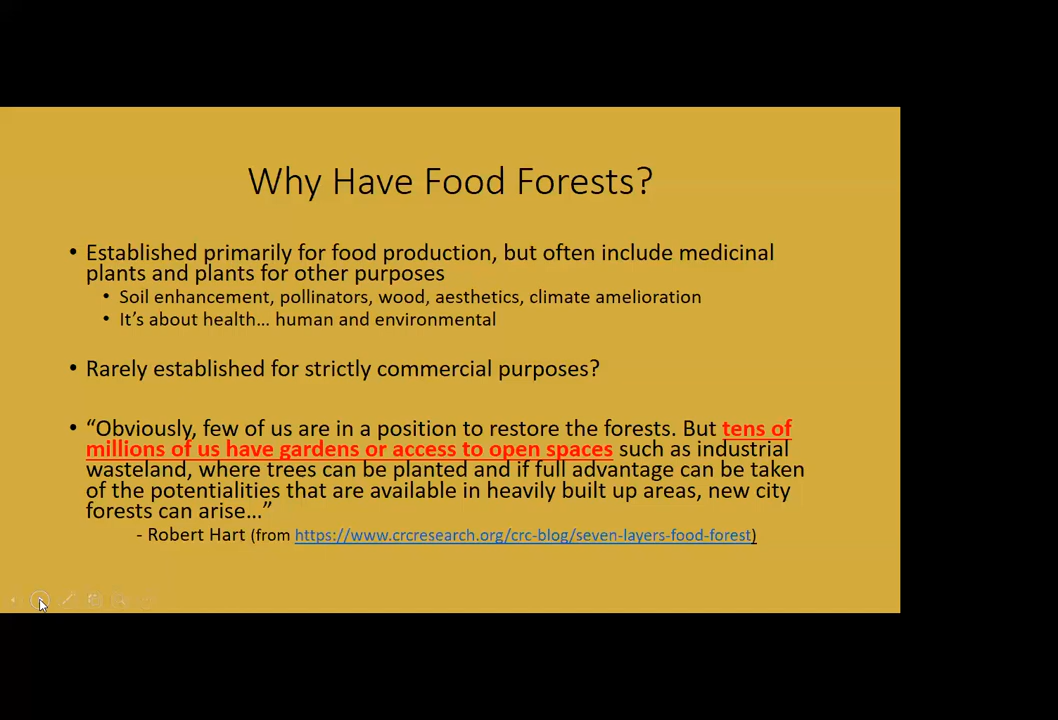 Why Have Food Forests?
• Established primarily for food production, but often include medicinal
plants and plants for other purposes
• Soil enhancement, pollinators, wood, aesthetics, climate amelioration
• It’s about health… human and environmental
• Rarely established for strictly commercial purposes?
• “Obviously, few of us are in a position to restore the forests. But tens of
millions of us have gardens or access to open spaces such as industrial
wasteland, where trees can be planted and if full advantage can be taken
of the potentialities that are available in heavily built up areas, new city
forests can arise…”
- Robert Hart (from https://www.crcresearch.org/crc-blog/seven-layers-food-forest)